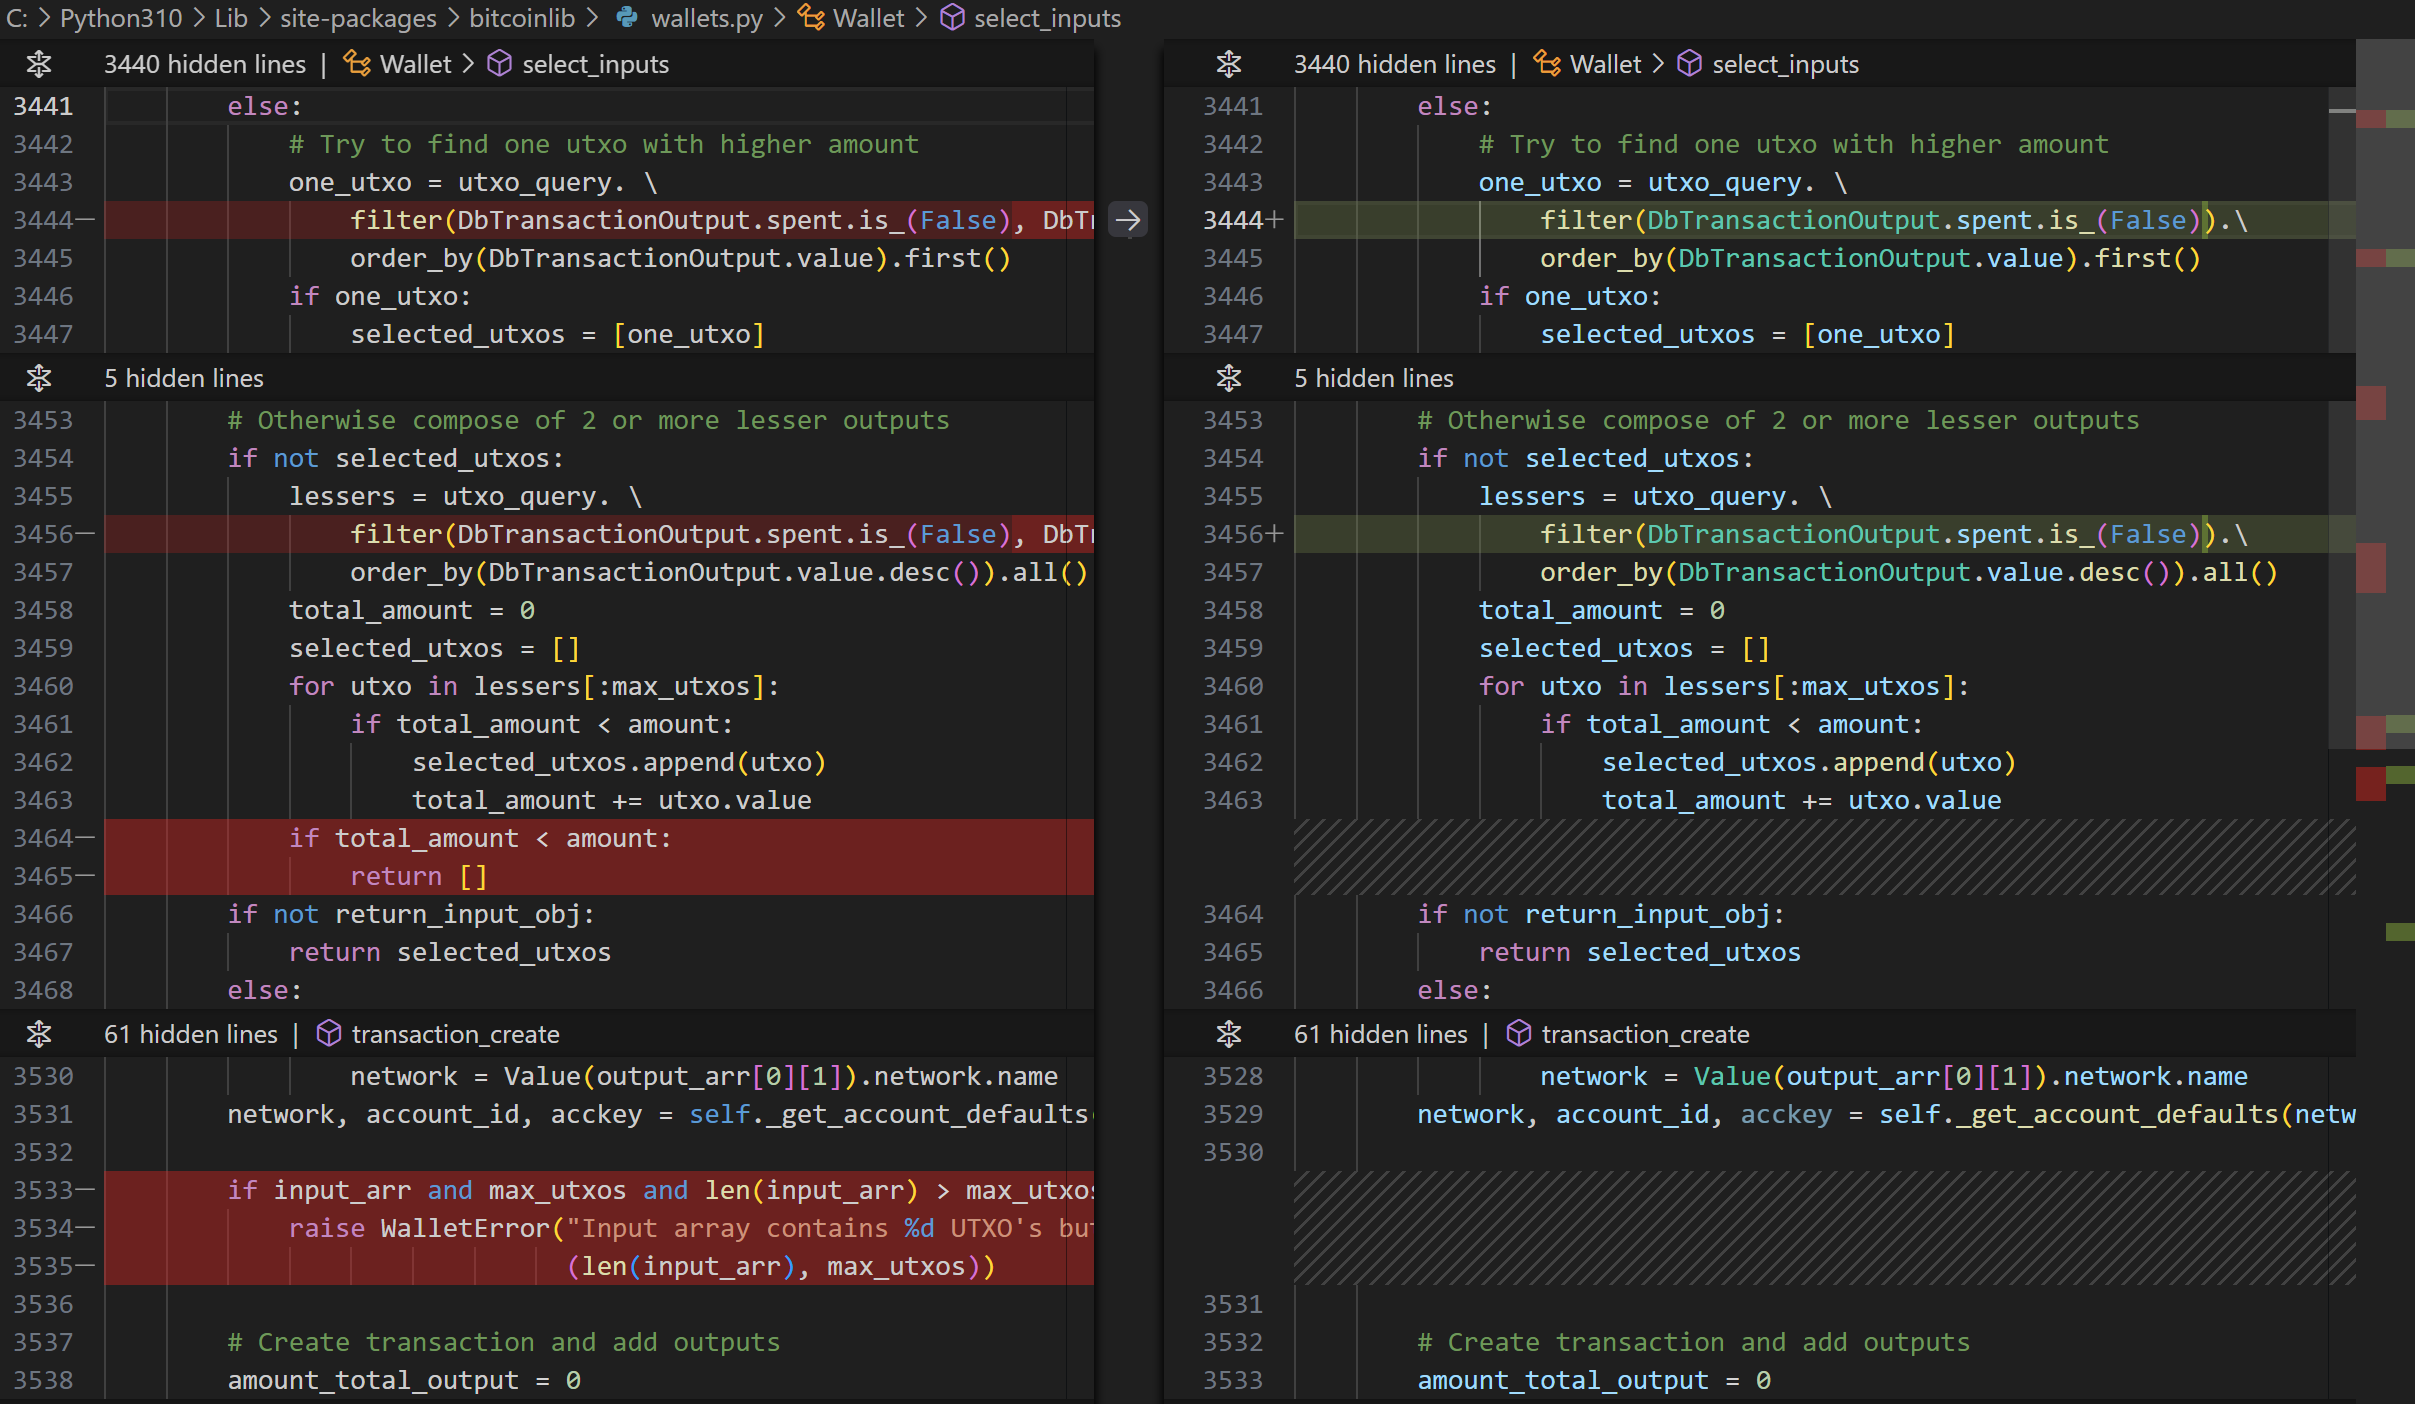 C: > Python310 > Lib > site-packages > bitcoinlib > wallets.py > Wallet > select_inputs
3440 hidden lines | Wallet > select_inputs
3441 else:
3442 # Try to find one utxo with higher amount
3443 one_utxo = utxo_query. \
3444— filter(DbTransactionOutput.spent.is_(False), DbT
3445 order_by(DbTransactionOutput.value).first()
3446 if one_utxo:
3447 selected_utxos = [one_utxo]
5 hidden lines
3453 # Otherwise compose of 2 or more lesser outputs
3454 if not selected_utxos:
3455 lessers = utxo_query. \
3456— filter(DbTransactionOutput.spent.is_(False), DbT
3457 order_by(DbTransactionOutput.value.desc()).all()
3458 total_amount = 0
3459 selected_utxos = []
3460 for utxo in lessers[:max_utxos]:
3461 if total_amount < amount:
3462 selected_utxos.append(utxo)
3463 total_amount += utxo.value
3464— if total_amount < amount:
3465— return []
3466 if not return_input_obj:
3467 return selected_utxos
3468 else:
61 hidden lines | transaction_create
3530 network = Value(output_arr[0][1]).network.name
3531 network, account_id, acckey = self._get_account_defaults(
3532
3533— if input_arr and max_utxos and len(input_arr) > max_utxos
3534— raise WalletError("Input array contains %d UTXO's but
3535— (len(input_arr), max_utxos))
3536
3537 # Create transaction and add outputs
3538 amount_total_output = 0
3440 hidden lines | Wallet > select_inputs
3441 else:
3442 # Try to find one utxo with higher amount
3443 one_utxo = utxo_query. \
3444+ filter(DbTransactionOutput.spent.is_(False)).\
3445 order_by(DbTransactionOutput.value).first()
3446 if one_utxo:
3447 selected_utxos = [one_utxo]
5 hidden lines
3453 # Otherwise compose of 2 or more lesser outputs
3454 if not selected_utxos:
3455 lessers = utxo_query. \
3456+ filter(DbTransactionOutput.spent.is_(False)).\
3457 order_by(DbTransactionOutput.value.desc()).all()
3458 total_amount = 0
3459 selected_utxos = []
3460 for utxo in lessers[:max_utxos]:
3461 if total_amount < amount:
3462 selected_utxos.append(utxo)
3463 total_amount += utxo.value
3464 if not return_input_obj:
3465 return selected_utxos
3466 else:
61 hidden lines | transaction_create
3528 network = Value(output_arr[0][1]).network.name
3529 network, account_id, acckey = self._get_account_defaults(netw
3530
3531
3532 # Create transaction and add outputs
3533 amount_total_output = 0